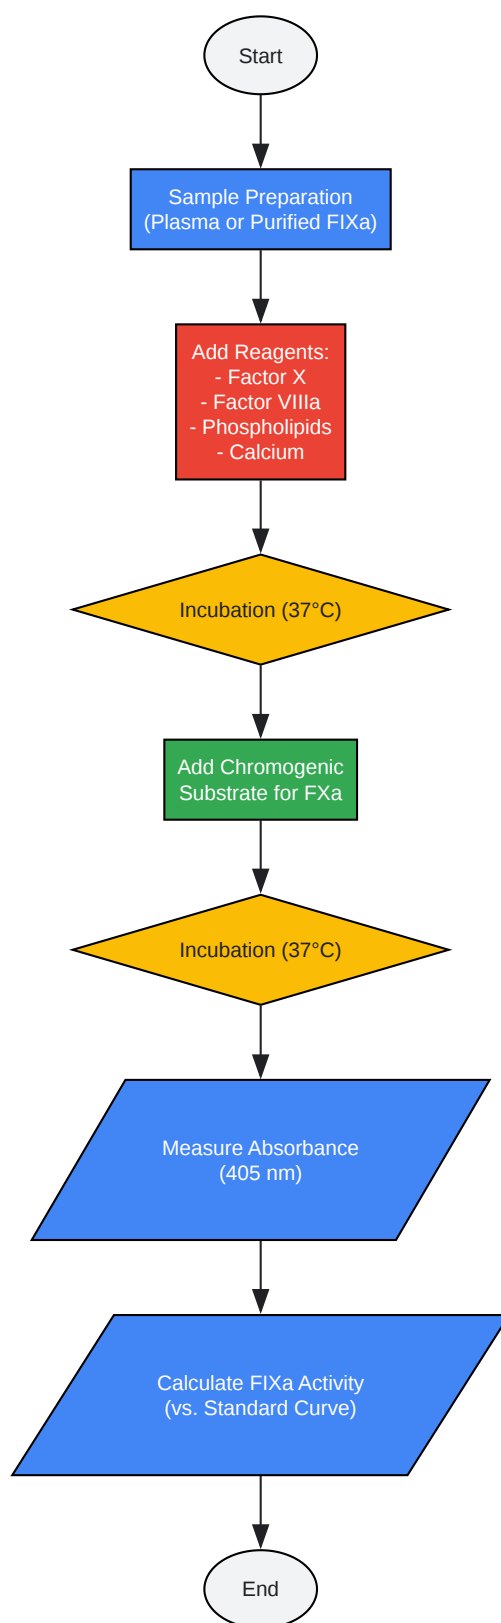 Start
Sample Preparation
(Plasma or Purified FIXa)
Add Reagents:
- Factor X
- Factor VIIIa
- Phospholipids
- Calcium
Incubation (37°C)
Add Chromogenic
Substrate for FXa
Incubation (37°C)
Measure Absorbance
(405 nm)
Calculate FIXa Activity
(vs. Standard Curve)
End